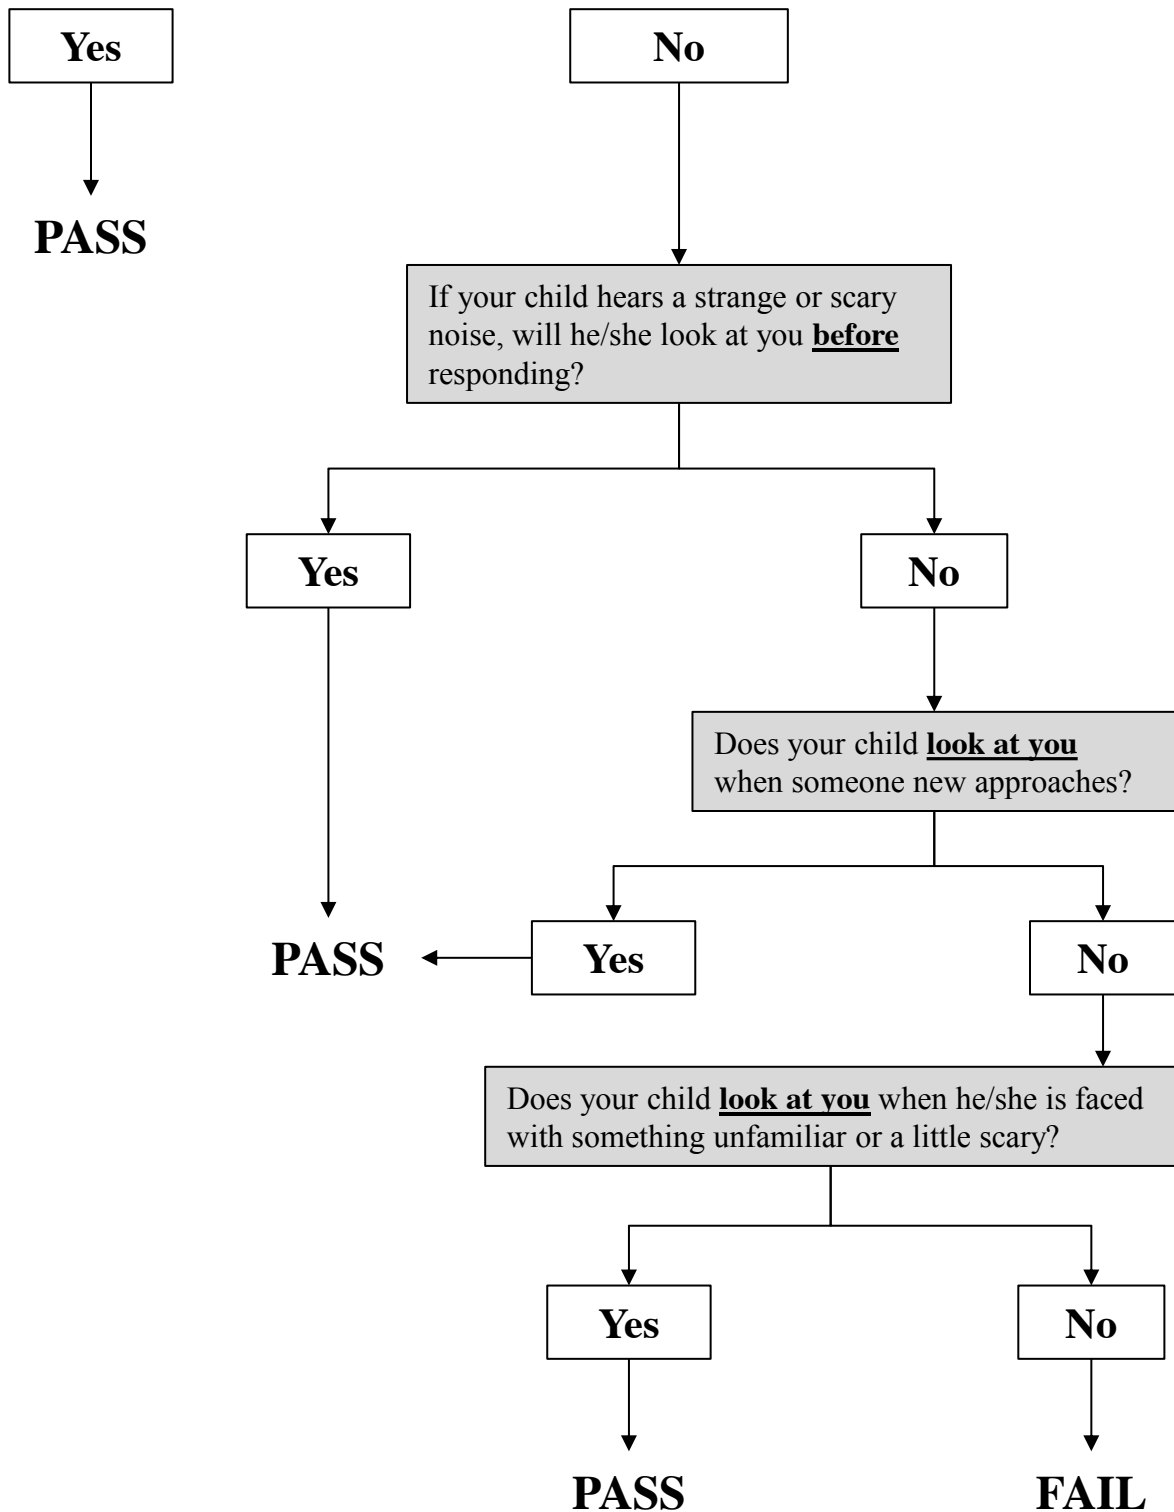 Yes
No
PASS
If your child hears a strange or scary
noise, will he/she look at you before
responding?
Yes
No
Does your child look at you
when someone new approaches?
PASS
Yes
No
Does your child look at you when he/she is faced
with something unfamiliar or a little scary?
Yes
No
PASS
FAIL